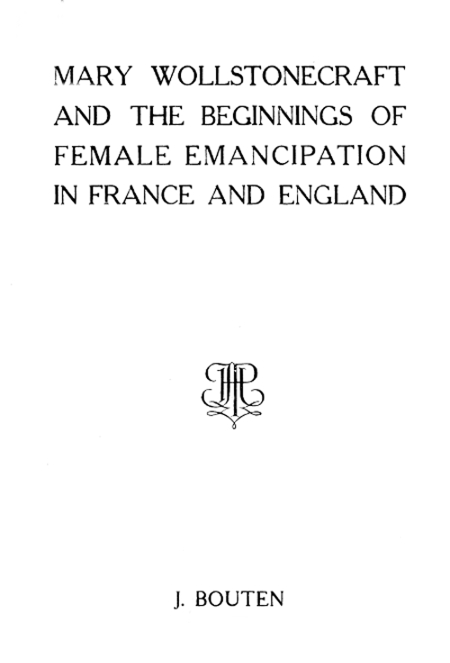 MARY WOLLSTONECRAFT
AND THE BEGINNINGS OF
FEMALE EMANCIPATION
IN FRANCE AND ENGLAND
J. BOUTEN